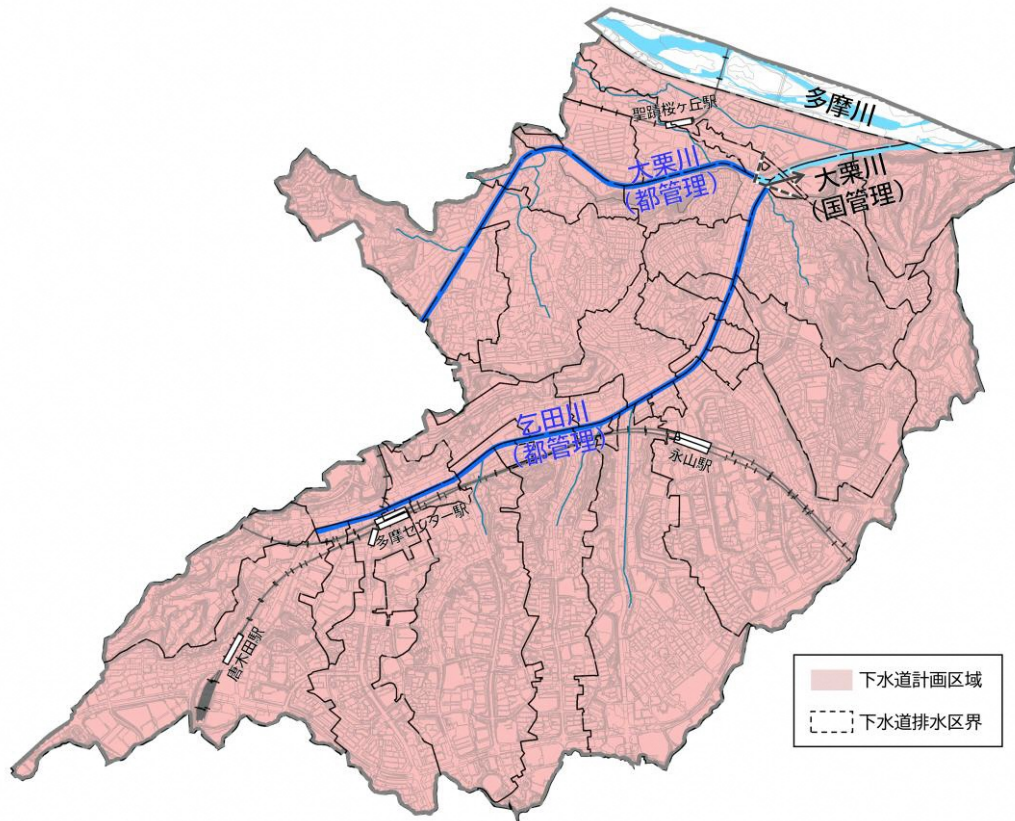 多摩川
聖蹟桜ヶ丘駅
大栗川
(都管理)
大栗川
(国管理)
乞田川
(都管理)
永山駅
多摩センター駅
唐木田駅
下水道計画区域
下水道排水区界